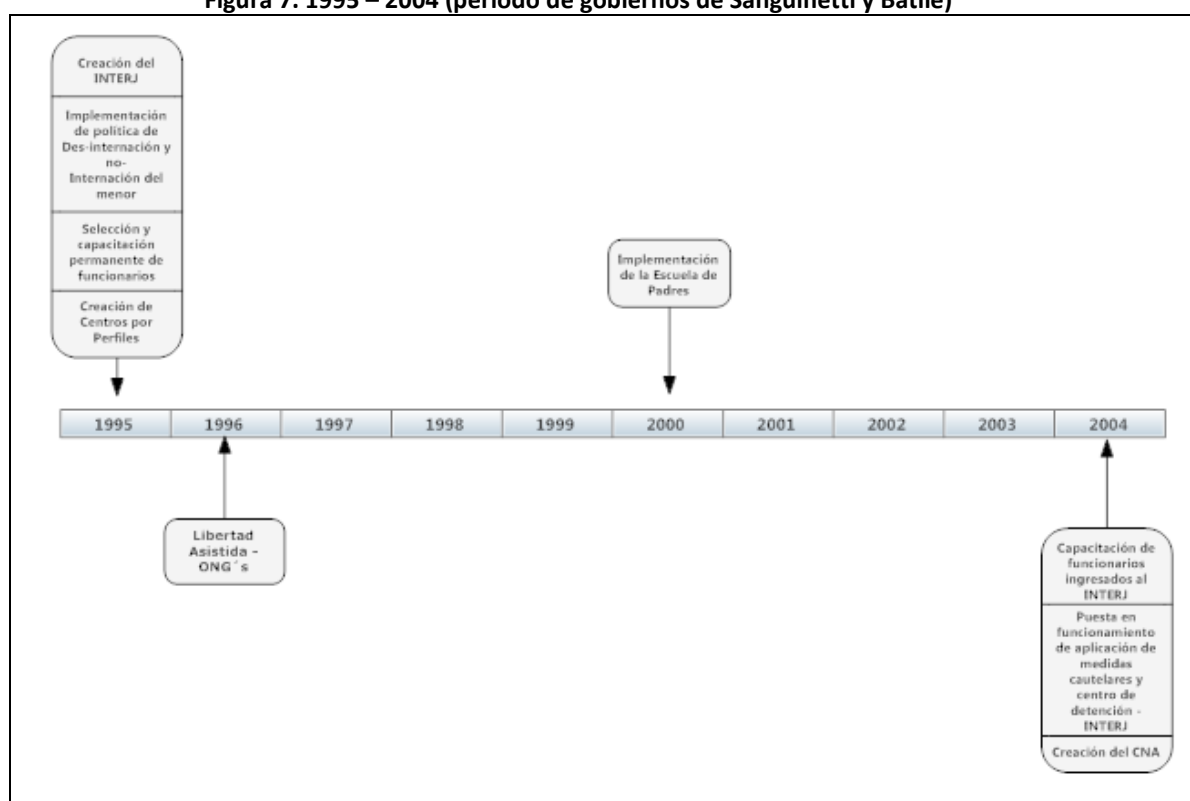 Figura 7. 1995 – 2004 (período de gobiernos de Sanguinetti y Batlle)
Creación del
INTERJ
Implementación
de política de
Des-internación y
no-
Internación del
menor
Selección y
capacitación
permanente de
funcionarios
Creación de
Centros por
Perfiles
Implementación
de la Escuela de
Padres
1995 1996 1997 1998 1999 2000 2001 2002 2003 2004
Libertad
Asistida -
ONG´s
Capacitación de
funcionarios
ingresados al
INTERJ
Puesta en
funcionamiento
de aplicación de
medidas
cautelares y
centro de
detención -
INTERJ
Creación del CNA